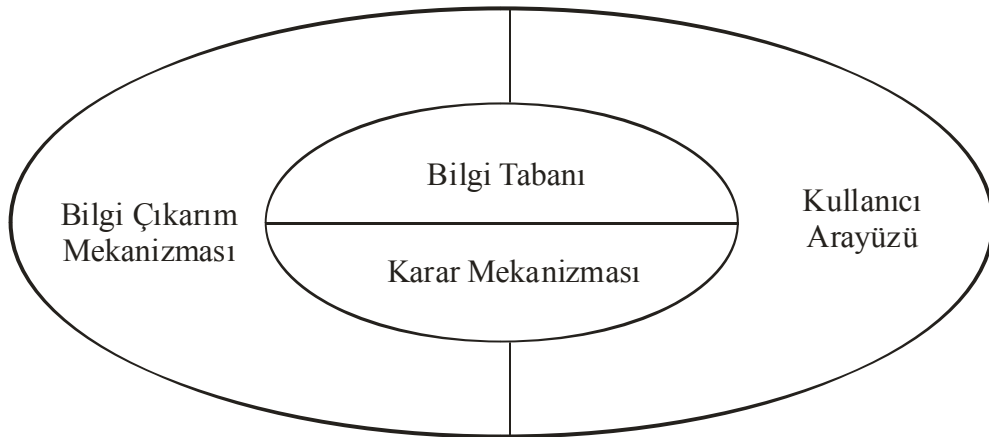 Bilgi Tabanı
Bilgi Çıkarım
Mekanizması
Kullanıcı
Arayüzü
Karar Mekanizması